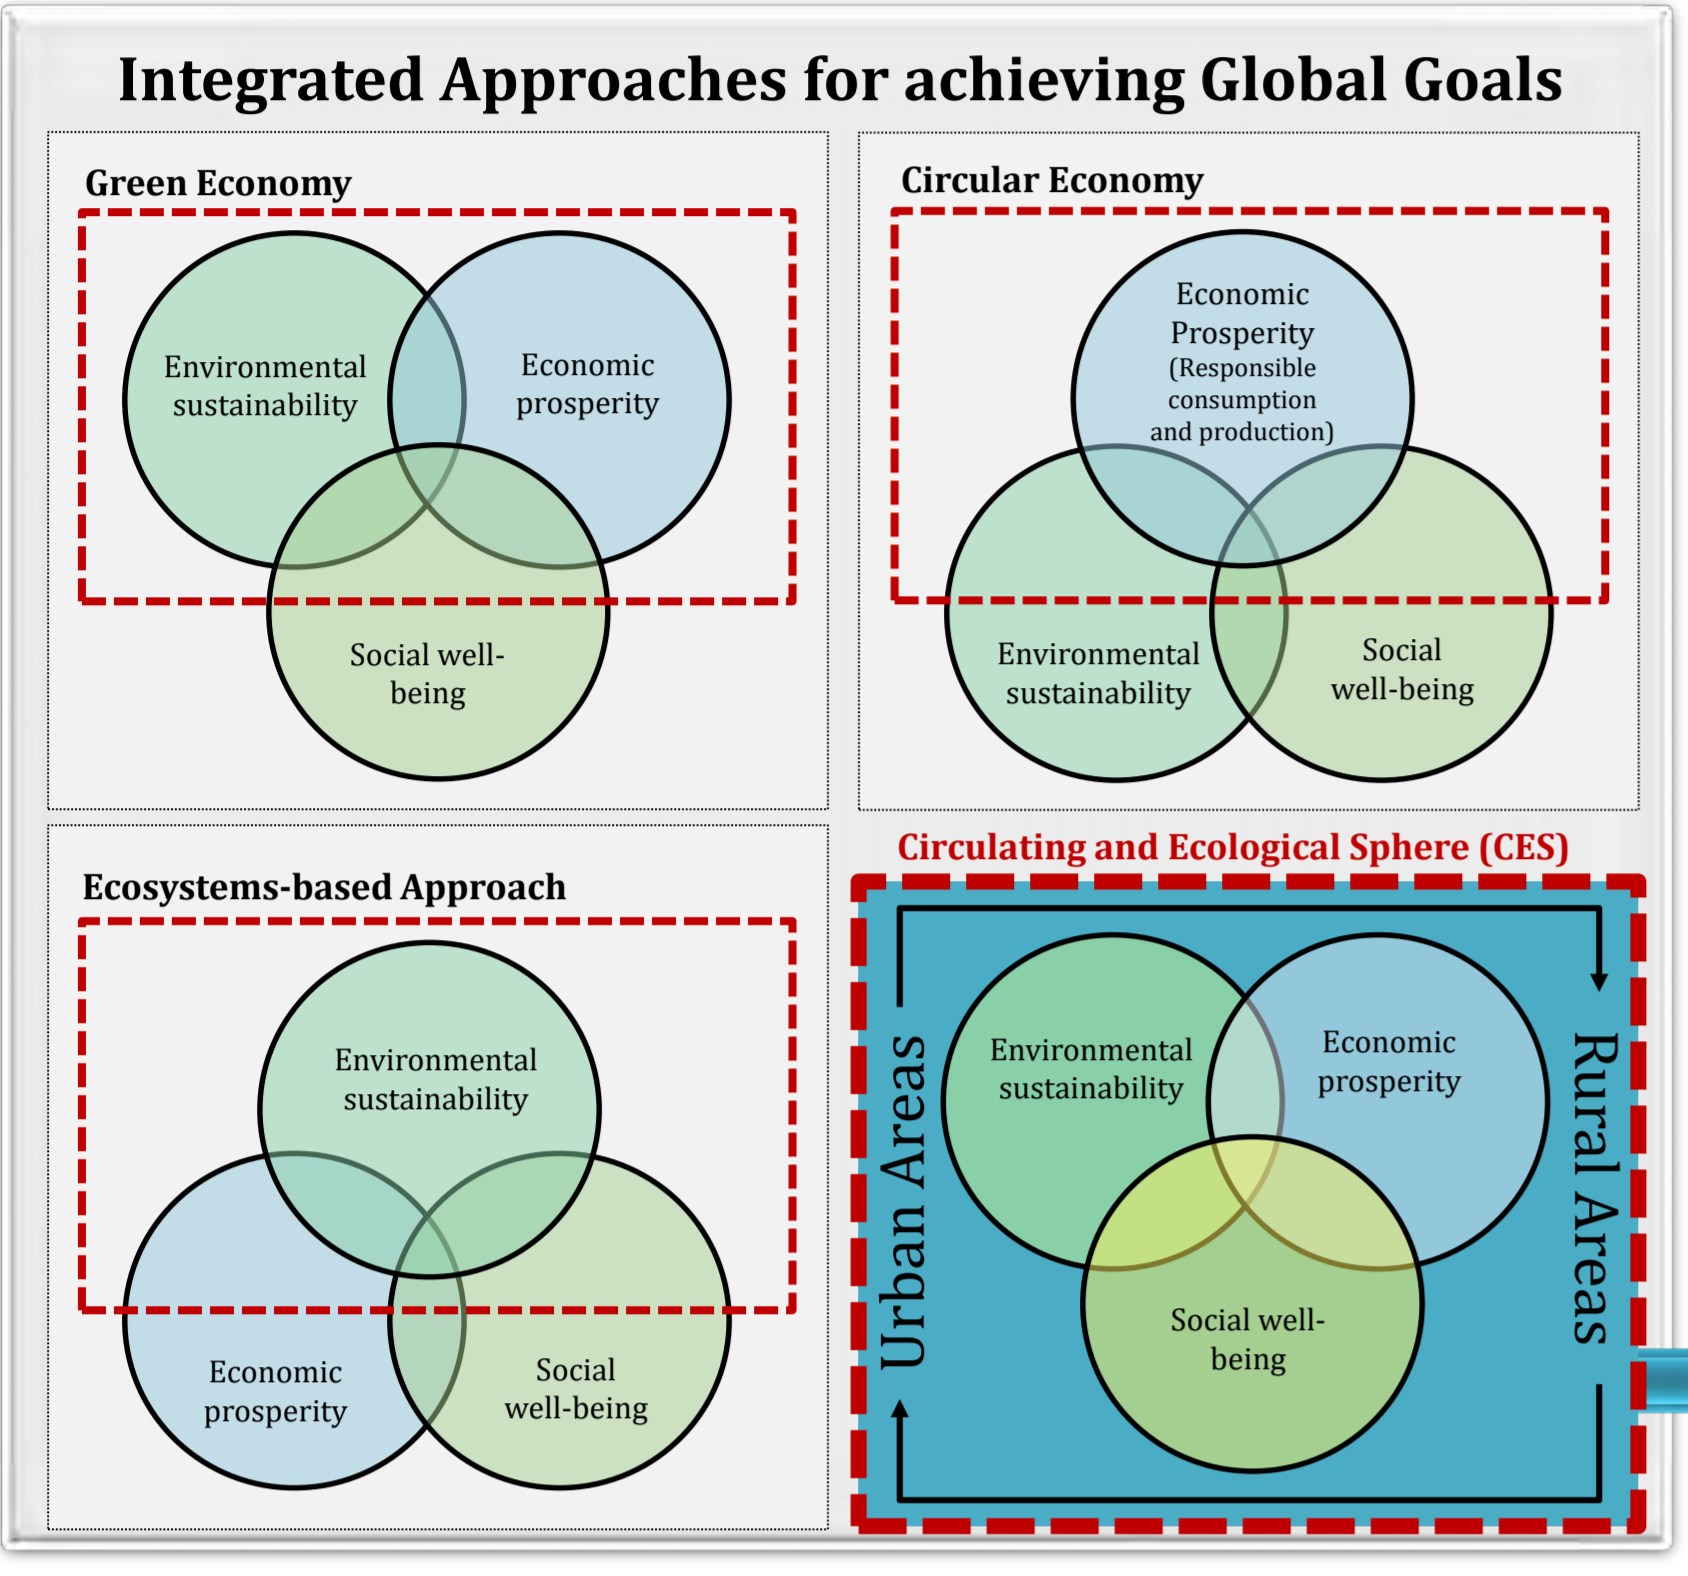 Integrated Approaches for achieving Global Goals
Green Economy
Environmental
sustainability
Economic
prosperity
Social well-
being
Circular Economy
Economic
Prosperity
(Responsible
consumption
and production)
Environmental
sustainability
Social
well-being
Ecosystems-based Approach
Environmental
sustainability
Economic
prosperity
Social
well-being
Circulating and Ecological Sphere (CES)
Urban Areas
Environmental
sustainability
Economic
prosperity
Social well-
being
Rural Areas